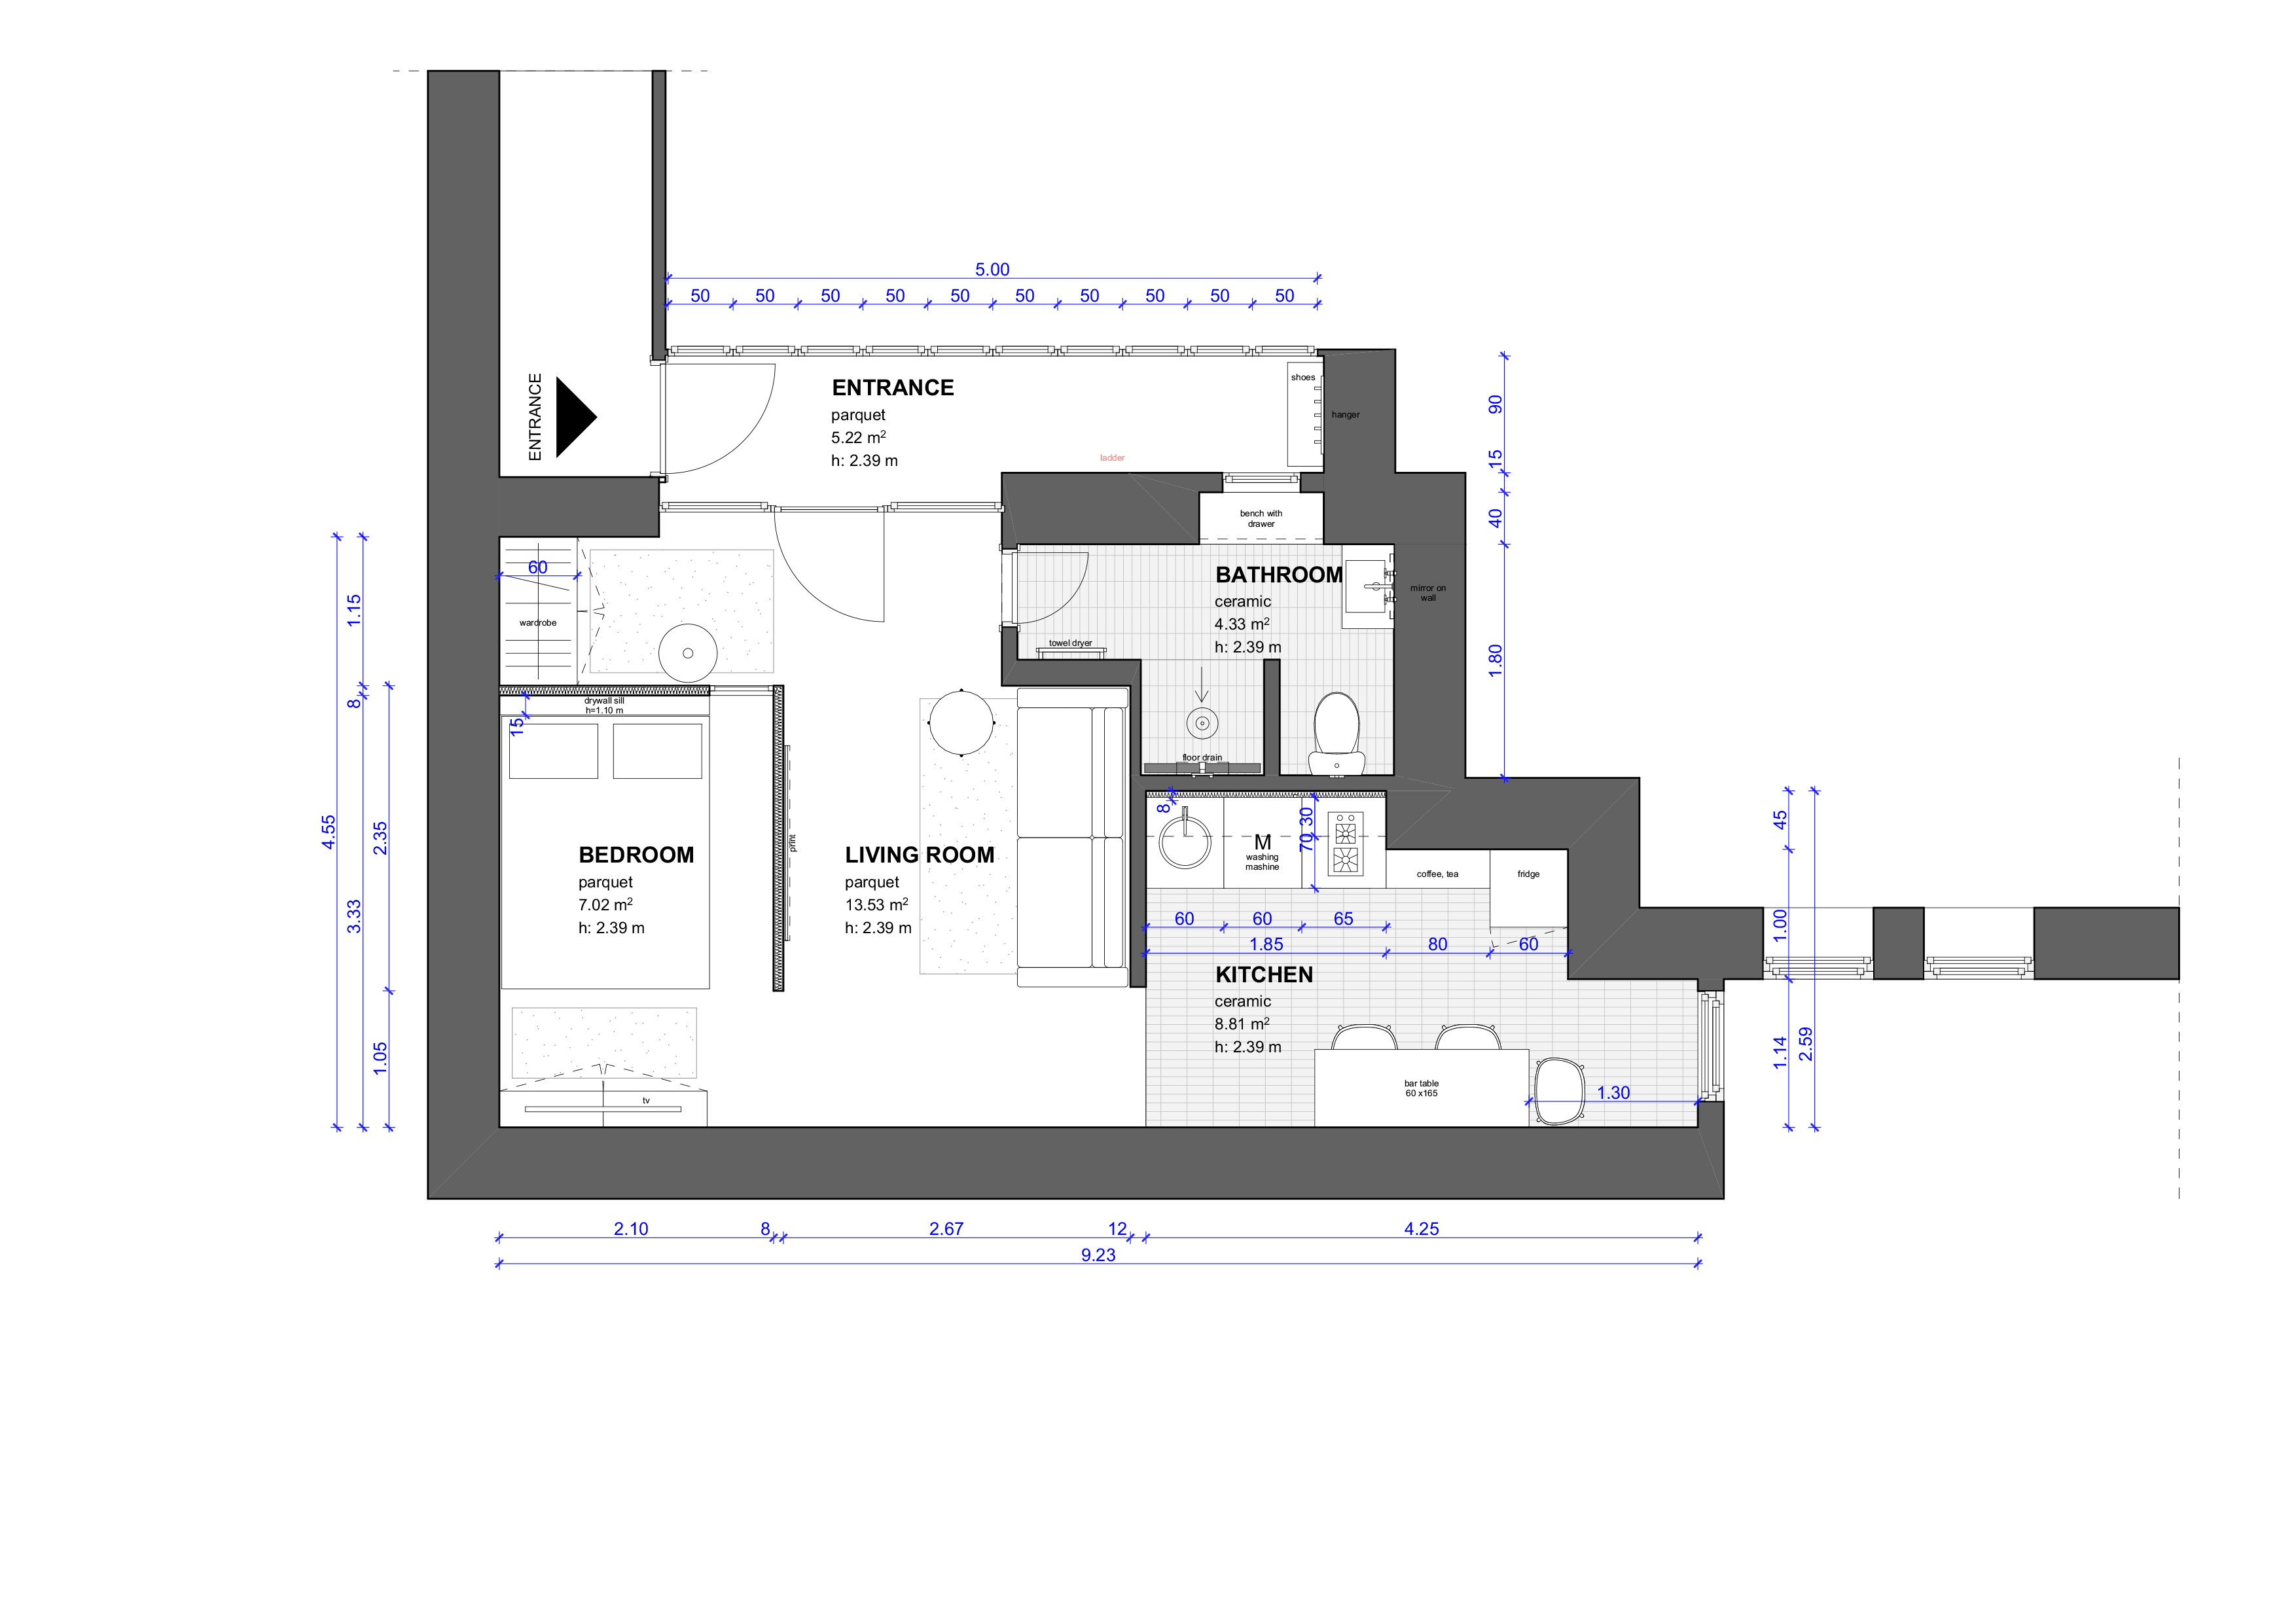 5.00
50 50 50 50 50 50 50 50 50 50
ENTRANCE
ENTRANCE
parquet
5.22 m²
h: 2.39 m
shoes
hanger
ladder
90
15
40
1.80
bench with
drawer
BATHROOM
ceramic
4.33 m²
h: 2.39 m
mirror on
wall
towel dryer
floor drain
60
wardrobe
drywall sill
h=1.10 m
15
4.55
1.15
8
3.33
2.35
1.05
BEDROOM
parquet
7.02 m²
h: 2.39 m
print
LIVING ROOM
parquet
13.53 m²
h: 2.39 m
tv
8
M
washing
mashine
30
70
coffee, tea
fridge
60 60 65
1.85 80 60
KITCHEN
ceramic
8.81 m²
h: 2.39 m
bar table
60 x165
1.30
45
1.00
1.14
2.59
2.10 8 2.67 12 4.25
9.23